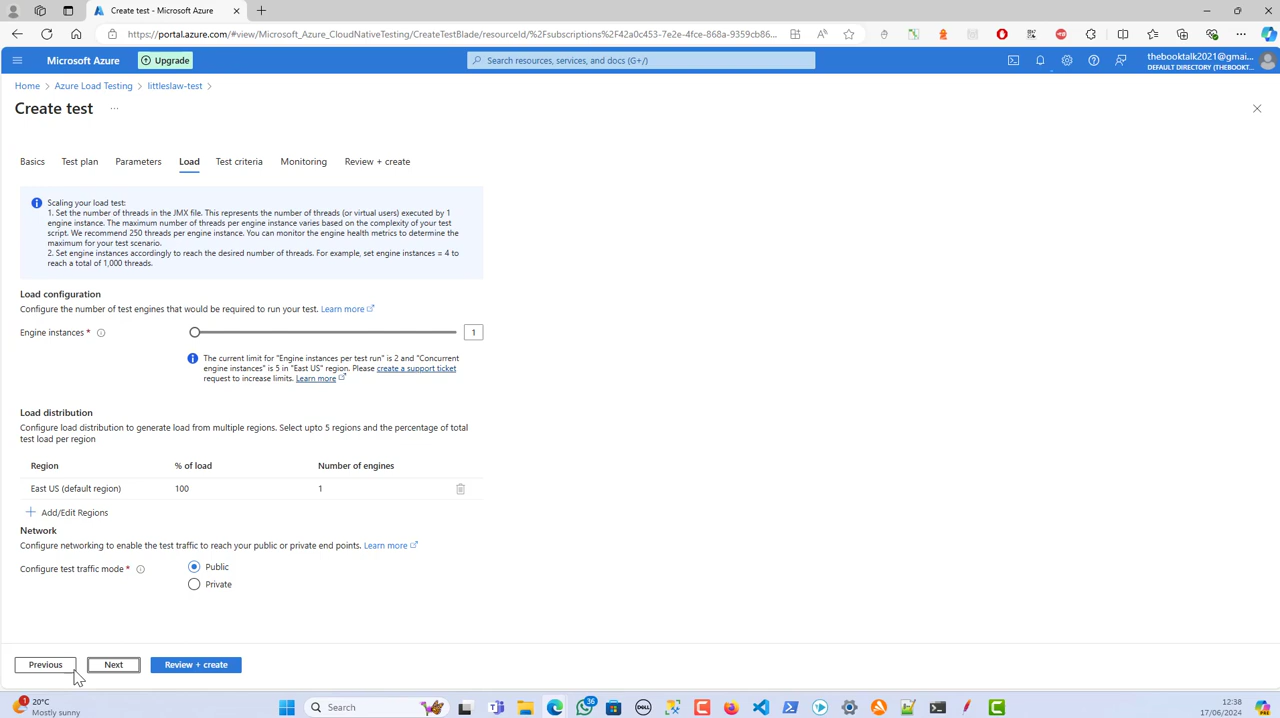 Create test - Microsoft Azure
https://portal.azure.com/#view/Microsoft_Azure_CloudNativeTesting/CreateTestBlade/resourceId/%2Fsubscriptions%2F42a0c453-7e2e-4fce-868a-9359cb86...
Microsoft Azure
Upgrade
Search resources, services, and docs (G+/)
thebooktalk2021@gmai...
DEFAULT DIRECTORY (THEBOOKT...
Home > Azure Load Testing > littleslaw-test >
Create test ...
Basics Test plan Parameters Load Test criteria Monitoring Review + create
Scaling your load test:
1. Set the number of threads in the JMX file. This represents the number of threads (or virtual users) executed by 1
engine instance. The maximum number of threads per engine instance varies based on the complexity of your test
script. We recommend 250 threads per engine instance. You can monitor the engine health metrics to determine the
maximum for your test scenario.
2. Set engine instances accordingly to reach the desired number of threads. For example, set engine instances = 4 to
reach a total of 1,000 threads.
Load configuration
Configure the number of test engines that would be required to run your test. Learn more
Engine instances *
1
The current limit for "Engine instances per test run" is 2 and "Concurrent
engine instances" is 5 in "East US" region. Please create a support ticket
request to increase limits. Learn more
Load distribution
Configure load distribution to generate load from multiple regions. Select upto 5 regions and the percentage of total
test load per region
Region % of load Number of engines
East US (default region) 100 1
+ Add/Edit Regions
Network
Configure networking to enable the test traffic to reach your public or private end points. Learn more
Configure test traffic mode *
Public
Private
Previous Next Review + create
1
20°C
Mostly sunny
Search
36
DELL
12:38
17/06/2024